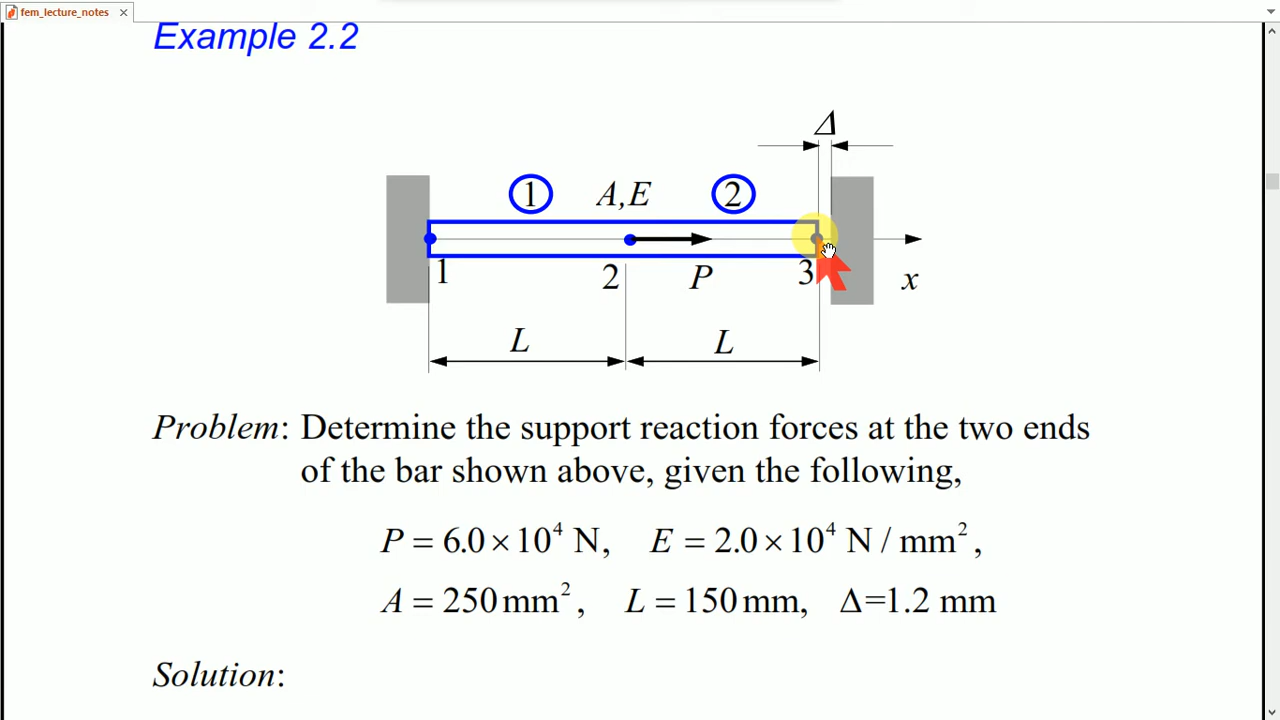 fem_lecture_notes
Example 2.2
Δ
1 A,E 2
1 2 P 3 x
L L
Problem: Determine the support reaction forces at the two ends
of the bar shown above, given the following,
P = 6.0 × 10⁴ N, E = 2.0 × 10⁴ N / mm²,
A = 250 mm², L = 150 mm, Δ=1.2 mm
Solution: